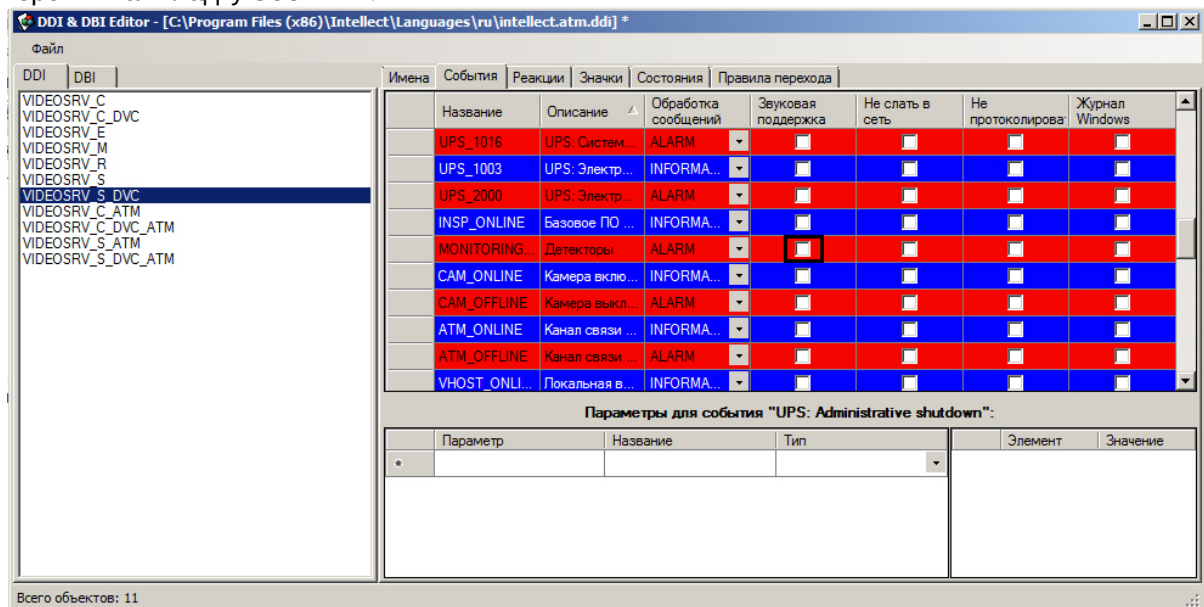 DDI & DBI Editor - [C:\Program Files (x86)\Intellect\Languages\ru\intellect.atm.ddi] *
Файл
DDI DBI
VIDEOSRV_C
VIDEOSRV_C_DVC
VIDEOSRV_E
VIDEOSRV_M
VIDEOSRV_R
VIDEOSRV_S
VIDEOSRV_S_DVC
VIDEOSRV_C_ATM
VIDEOSRV_C_DVC_ATM
VIDEOSRV_S_ATM
VIDEOSRV_S_DVC_ATM
Имена События Реакции Значки Состояния Правила перехода
Название Описание Обработка сообщений Звуковая поддержка Не слать в сеть Не протоколироват Журнал Windows
UPS_1016 UPS: Систем... ALARM
UPS_1003 UPS: Электр... INFORMA...
UPS_2000 UPS: Электр... ALARM
INSP_ONLINE Базовое ПО ... INFORMA...
MONITORING... Детекторы ALARM
CAM_ONLINE Камера вклю... INFORMA...
CAM_OFFLINE Камера выкл... ALARM
ATM_ONLINE Канал связи ... INFORMA...
ATM_OFFLINE Канал связи ... ALARM
VHOST_ONLI... Локальная в... INFORMA...
Параметры для события "UPS: Administrative shutdown":
Параметр Название Тип Элемент Значение
*
Всего объектов: 11